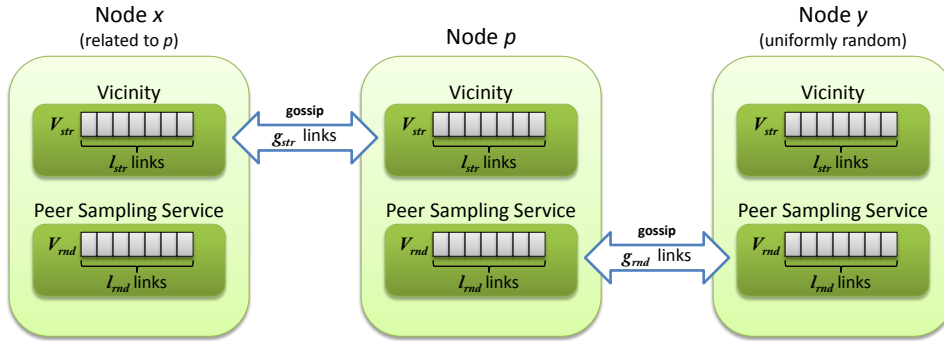 Node x
(related to p)
Node p
Node y
(uniformly random)
Vicinity
V_str
l_str links
gossip
g_str links
Vicinity
V_str
l_str links
Vicinity
V_str
l_str links
Peer Sampling Service
V_rnd
l_rnd links
Peer Sampling Service
V_rnd
l_rnd links
gossip
g_rnd links
Peer Sampling Service
V_rnd
l_rnd links